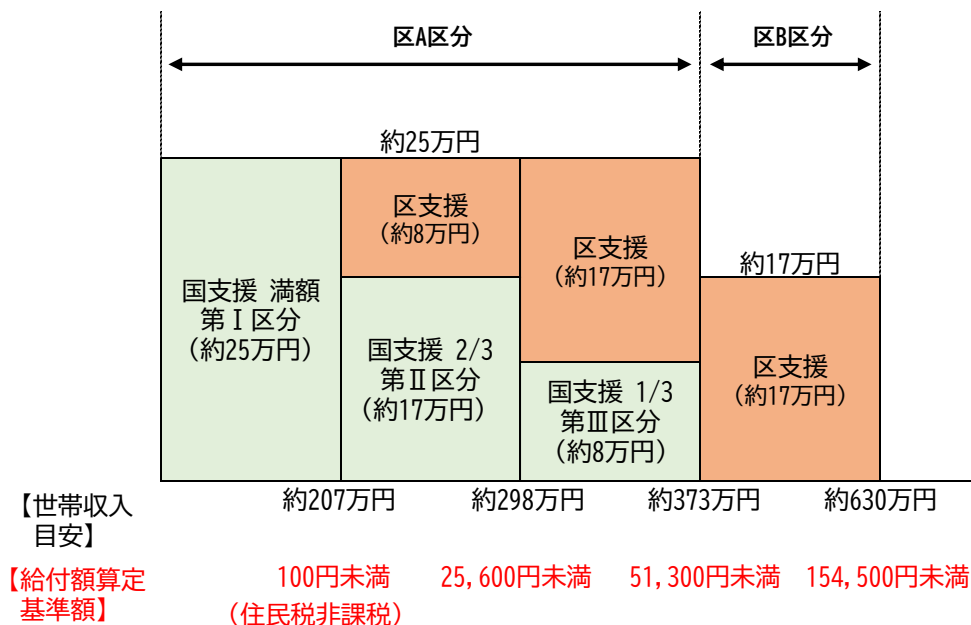 区A区分
区B区分
約25万円
区支援
(約8万円)
区支援
(約17万円)
約17万円
国支援 満額
第Ⅰ区分
(約25万円)
国支援 2/3
第Ⅱ区分
(約17万円)
国支援 1/3
第Ⅲ区分
(約8万円)
区支援
(約17万円)
【世帯収入
目安】
約207万円
約298万円
約373万円
約630万円
【給付額算定
基準額】
100円未満
(住民税非課税)
25,600円未満
51,300円未満
154,500円未満